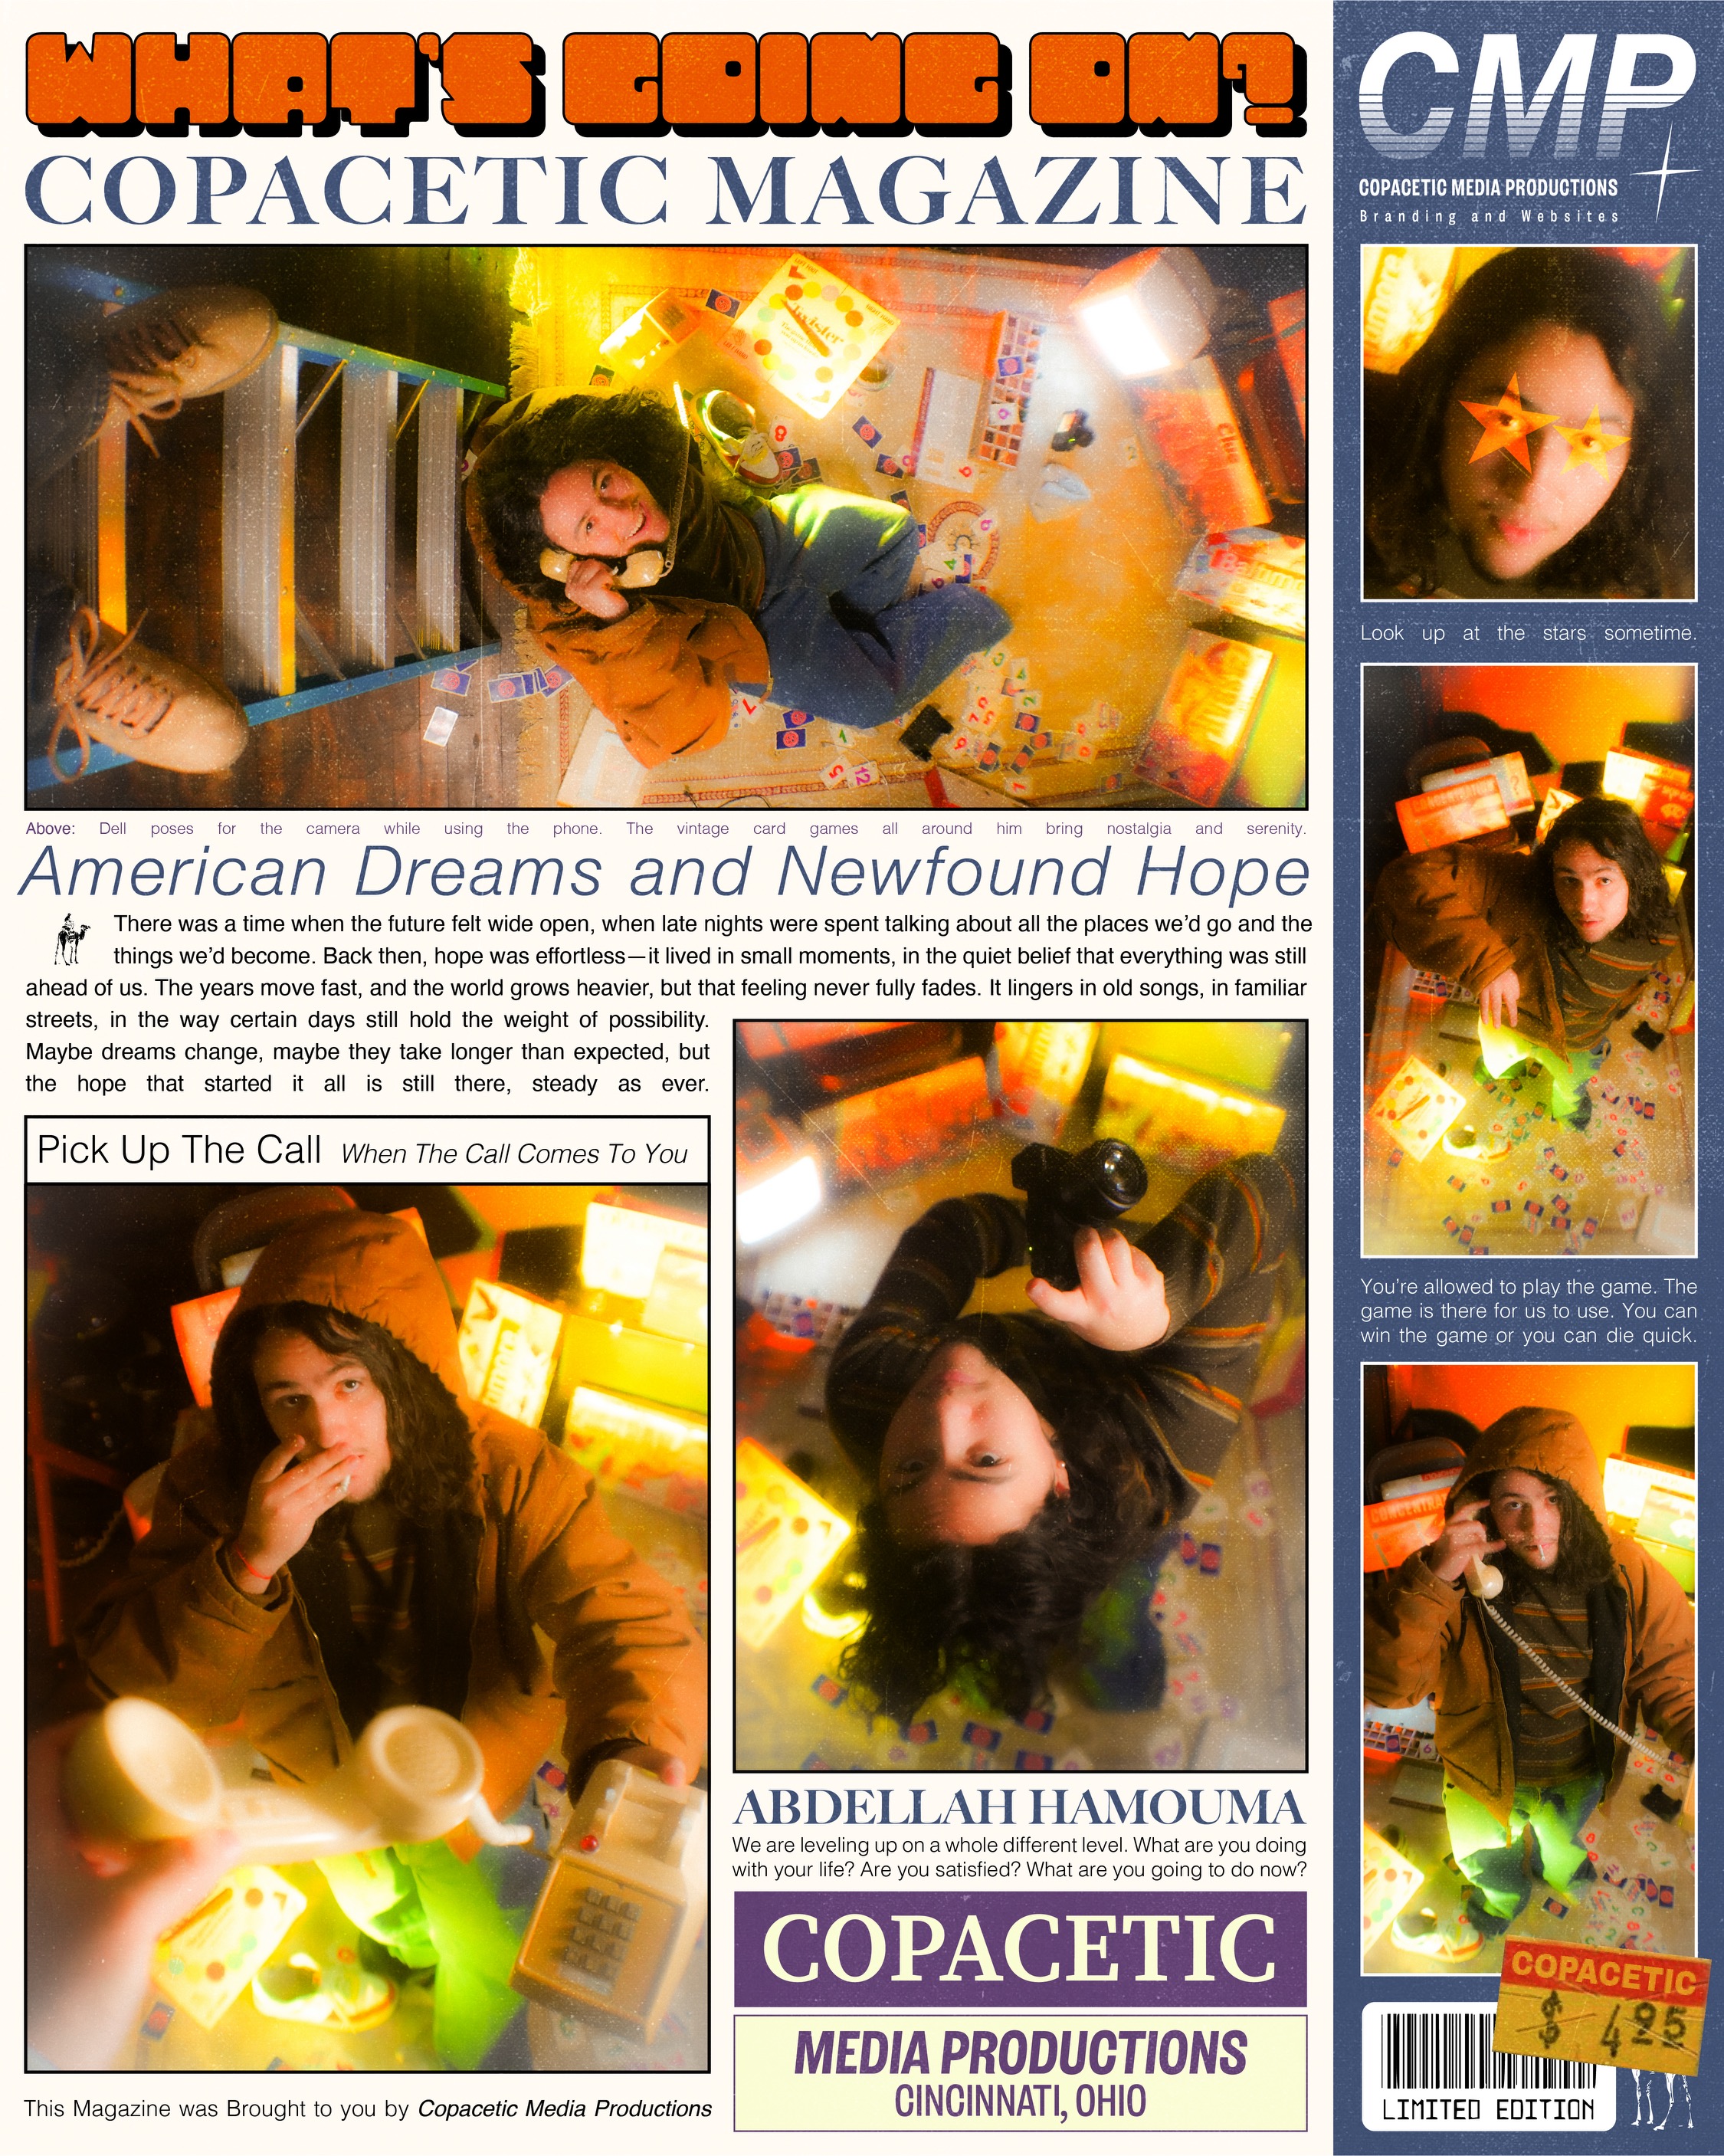 WHAT'S GOING ON?
COPACETIC MAGAZINE
Above: Dell poses for the camera while using the phone. The vintage card games all around him bring nostalgia and serenity.
American Dreams and Newfound Hope
There was a time when the future felt wide open, when late nights were spent talking about all the places we'd go and the
things we'd become. Back then, hope was effortless—it lived in small moments, in the quiet belief that everything was still
ahead of us. The years move fast, and the world grows heavier, but that feeling never fully fades. It lingers in old songs, in familiar
streets, in the way certain days still hold the weight of possibility.
Maybe dreams change, maybe they take longer than expected, but
the hope that started it all is still there, steady as ever.
Pick Up The Call When The Call Comes To You
This Magazine was Brought to you by Copacetic Media Productions
ABDELLAH HAMOUMA
We are leveling up on a whole different level. What are you doing
with your life? Are you satisfied? What are you going to do now?
COPACETIC
MEDIA PRODUCTIONS
CINCINNATI, OHIO
CMP
COPACETIC MEDIA PRODUCTIONS
Branding and Websites
Look up at the stars sometime.
You're allowed to play the game. The
game is there for us to use. You can
win the game or you can die quick.
COPACETIC
$ 4.95
LIMITED EDITION
Clue